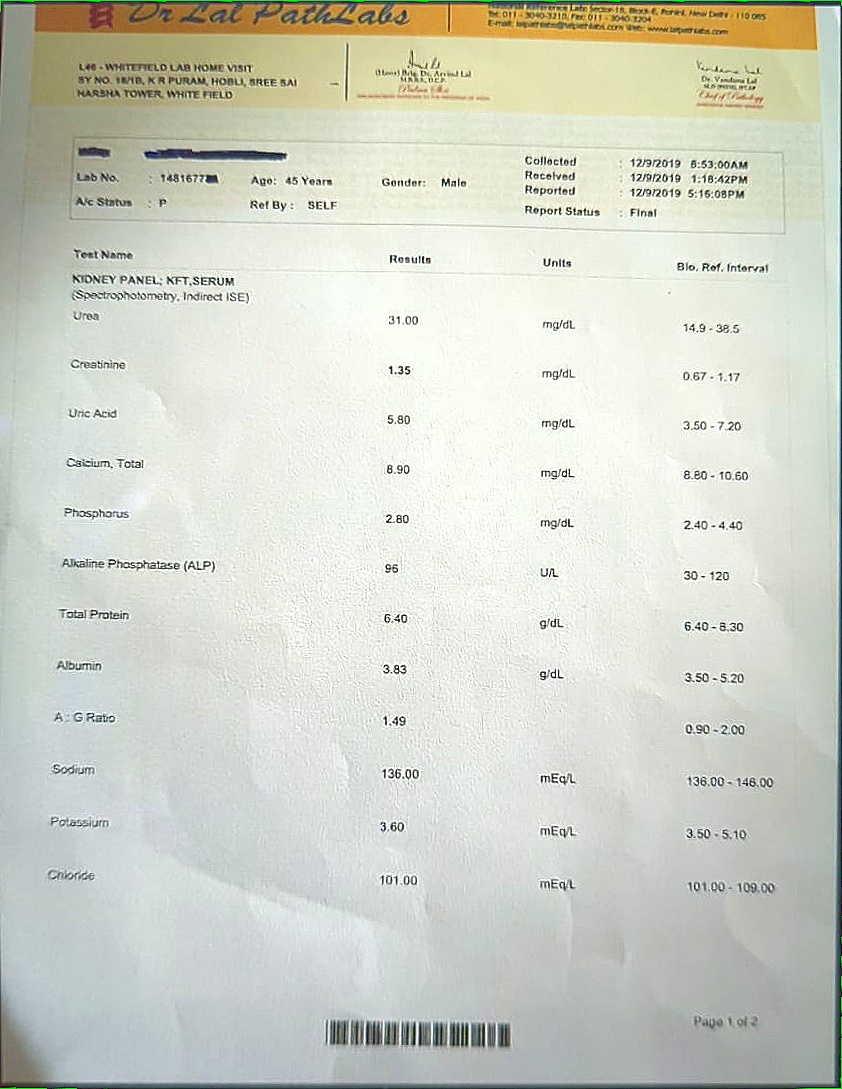 Dr Lal PathLabs
National Reference Lab: Sector-18, Block-E, Rohini, New Delhi - 110 085
Tel: 011 - 3040-3210, Fax: 011 - 3040-3204
E-mail: lalpathlabs@lalpathlabs.com Web: www.lalpathlabs.com
L46 - WHITEFIELD LAB HOME VISIT
SY NO. 18/1B, K R PURAM, HOBLI, SREE SAI
HARSHA TOWER, WHITE FIELD
(Honr) Brig. Dr. Arvind Lal
M.B.B.S., D.C.P.
Dr. Vandana Lal
Chief of Pathology
Lab No. : 1481677
Age: 45 Years
Gender: Male
A/c Status : P
Ref By : SELF
Collected : 12/9/2019 8:53:00AM
Received : 12/9/2019 1:18:42PM
Reported : 12/9/2019 5:16:08PM
Report Status : Final
Test Name Results Units Bio. Ref. Interval
KIDNEY PANEL; KFT,SERUM
(Spectrophotometry, Indirect ISE)
Urea 31.00 mg/dL 14.9 - 38.5
Creatinine 1.35 mg/dL 0.67 - 1.17
Uric Acid 5.80 mg/dL 3.50 - 7.20
Calcium, Total 8.90 mg/dL 8.80 - 10.60
Phosphorus 2.80 mg/dL 2.40 - 4.40
Alkaline Phosphatase (ALP) 96 U/L 30 - 120
Total Protein 6.40 g/dL 6.40 - 8.30
Albumin 3.83 g/dL 3.50 - 5.20
A : G Ratio 1.49 0.90 - 2.00
Sodium 136.00 mEq/L 136.00 - 146.00
Potassium 3.60 mEq/L 3.50 - 5.10
Chloride 101.00 mEq/L 101.00 - 109.00
Page 1 of 2